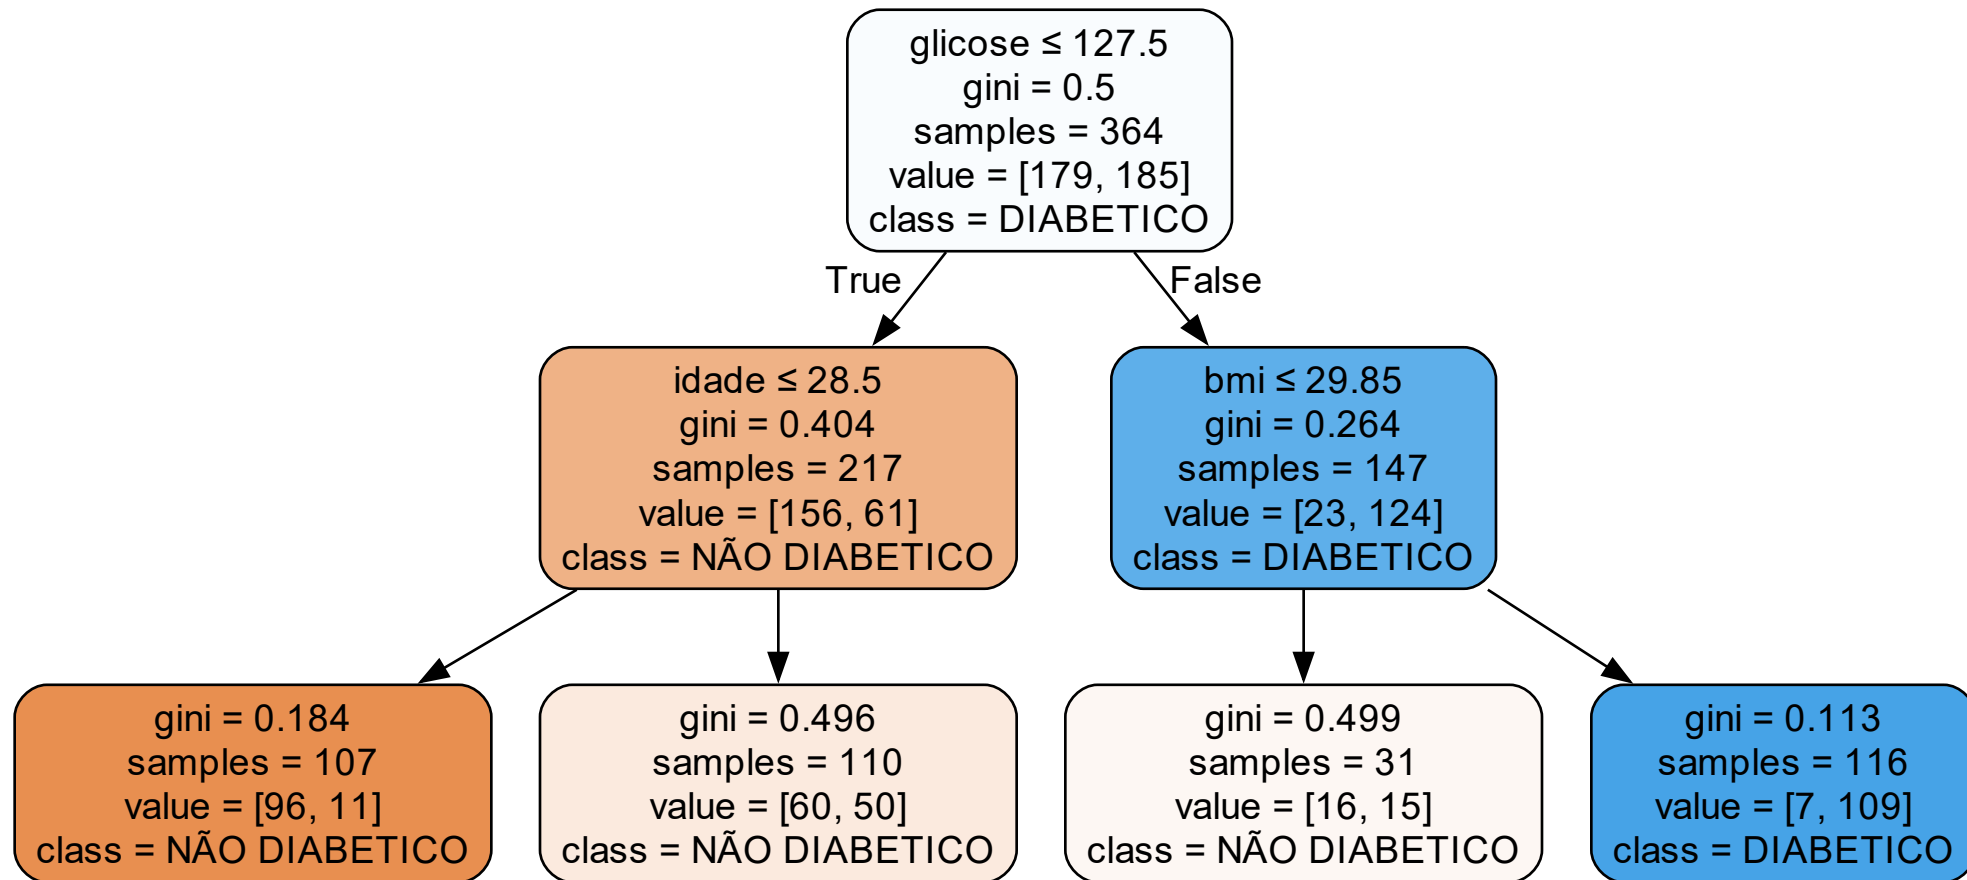 glicose ≤ 127.5
gini = 0.5
samples = 364
value = [179, 185]
class = DIABETICO
True
False
idade ≤ 28.5
gini = 0.404
samples = 217
value = [156, 61]
class = NÃO DIABETICO
bmi ≤ 29.85
gini = 0.264
samples = 147
value = [23, 124]
class = DIABETICO
gini = 0.184
samples = 107
value = [96, 11]
class = NÃO DIABETICO
gini = 0.496
samples = 110
value = [60, 50]
class = NÃO DIABETICO
gini = 0.499
samples = 31
value = [16, 15]
class = NÃO DIABETICO
gini = 0.113
samples = 116
value = [7, 109]
class = DIABETICO